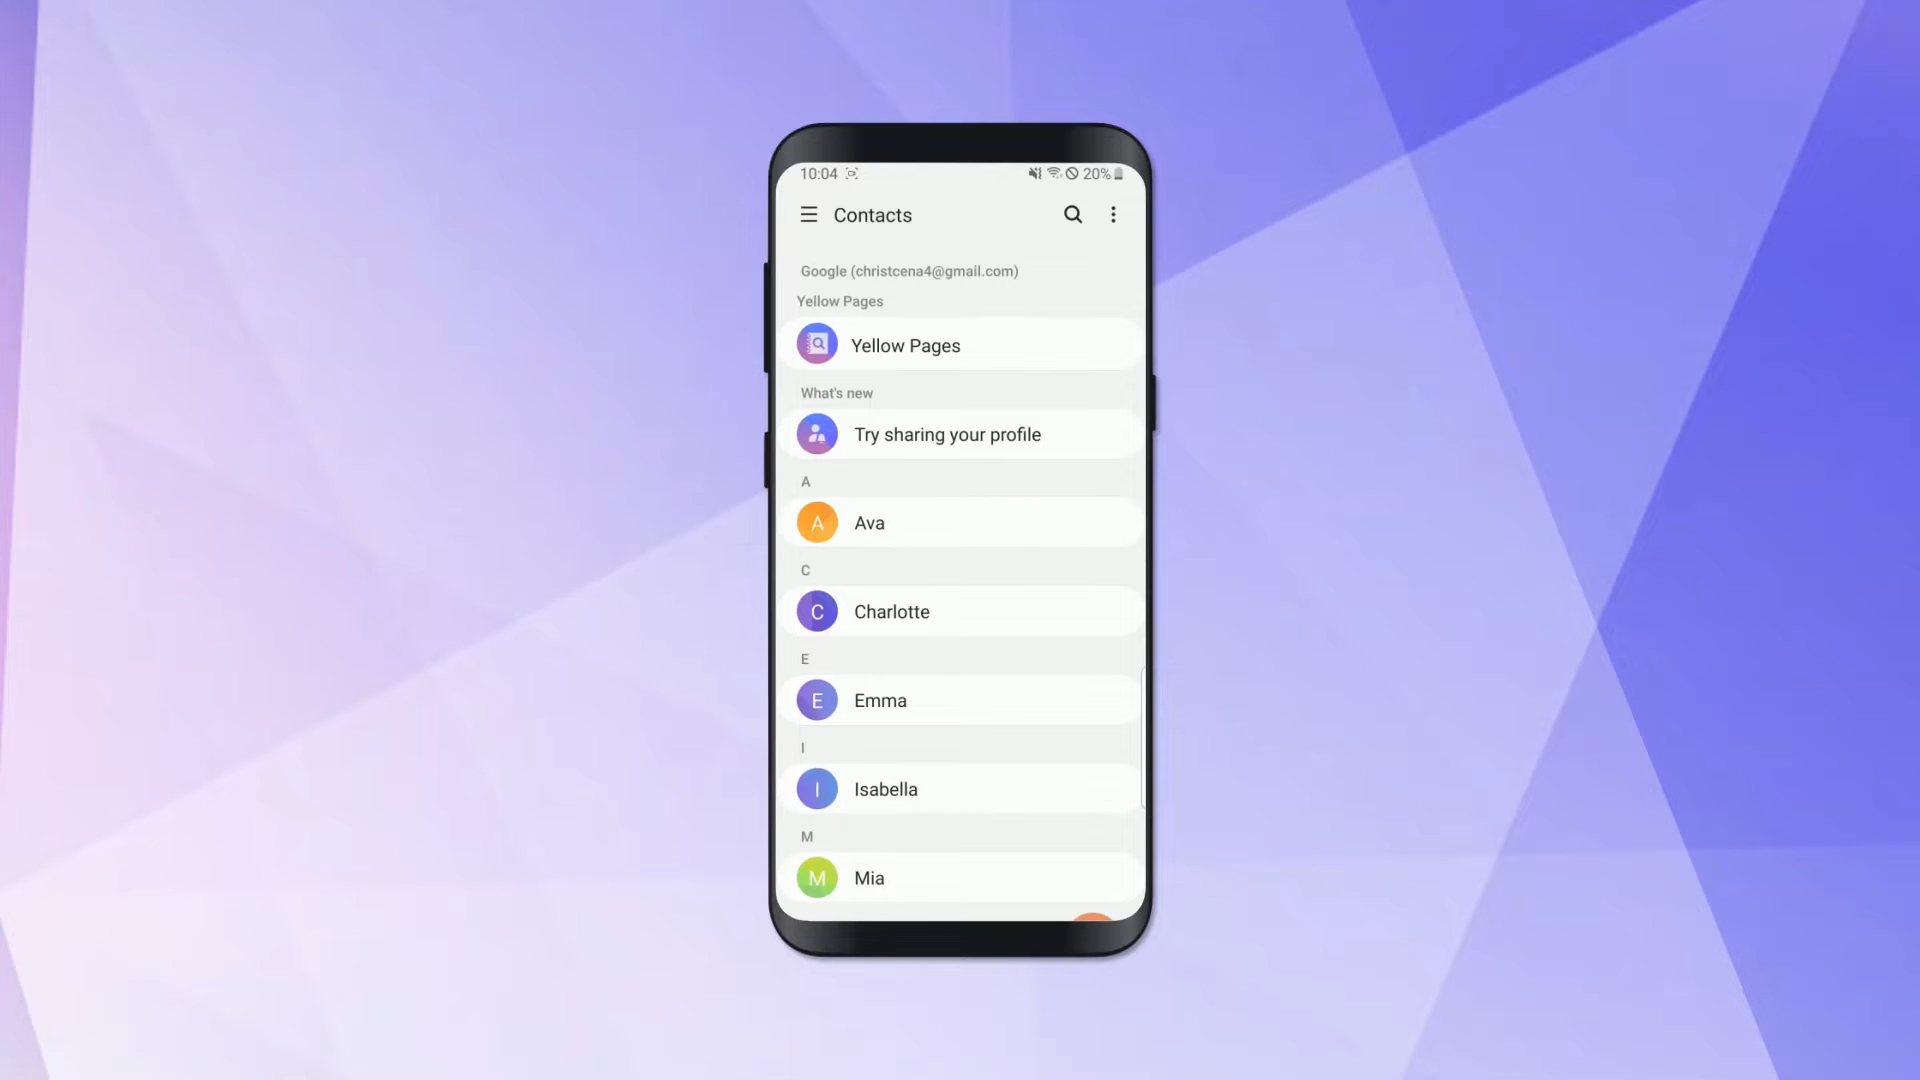 10:04 20%
Contacts
Google (christcena4@gmail.com)
Yellow Pages
Yellow Pages
What's new
Try sharing your profile
A
A Ava
C
C Charlotte
E
E Emma
I
I Isabella
M
M Mia